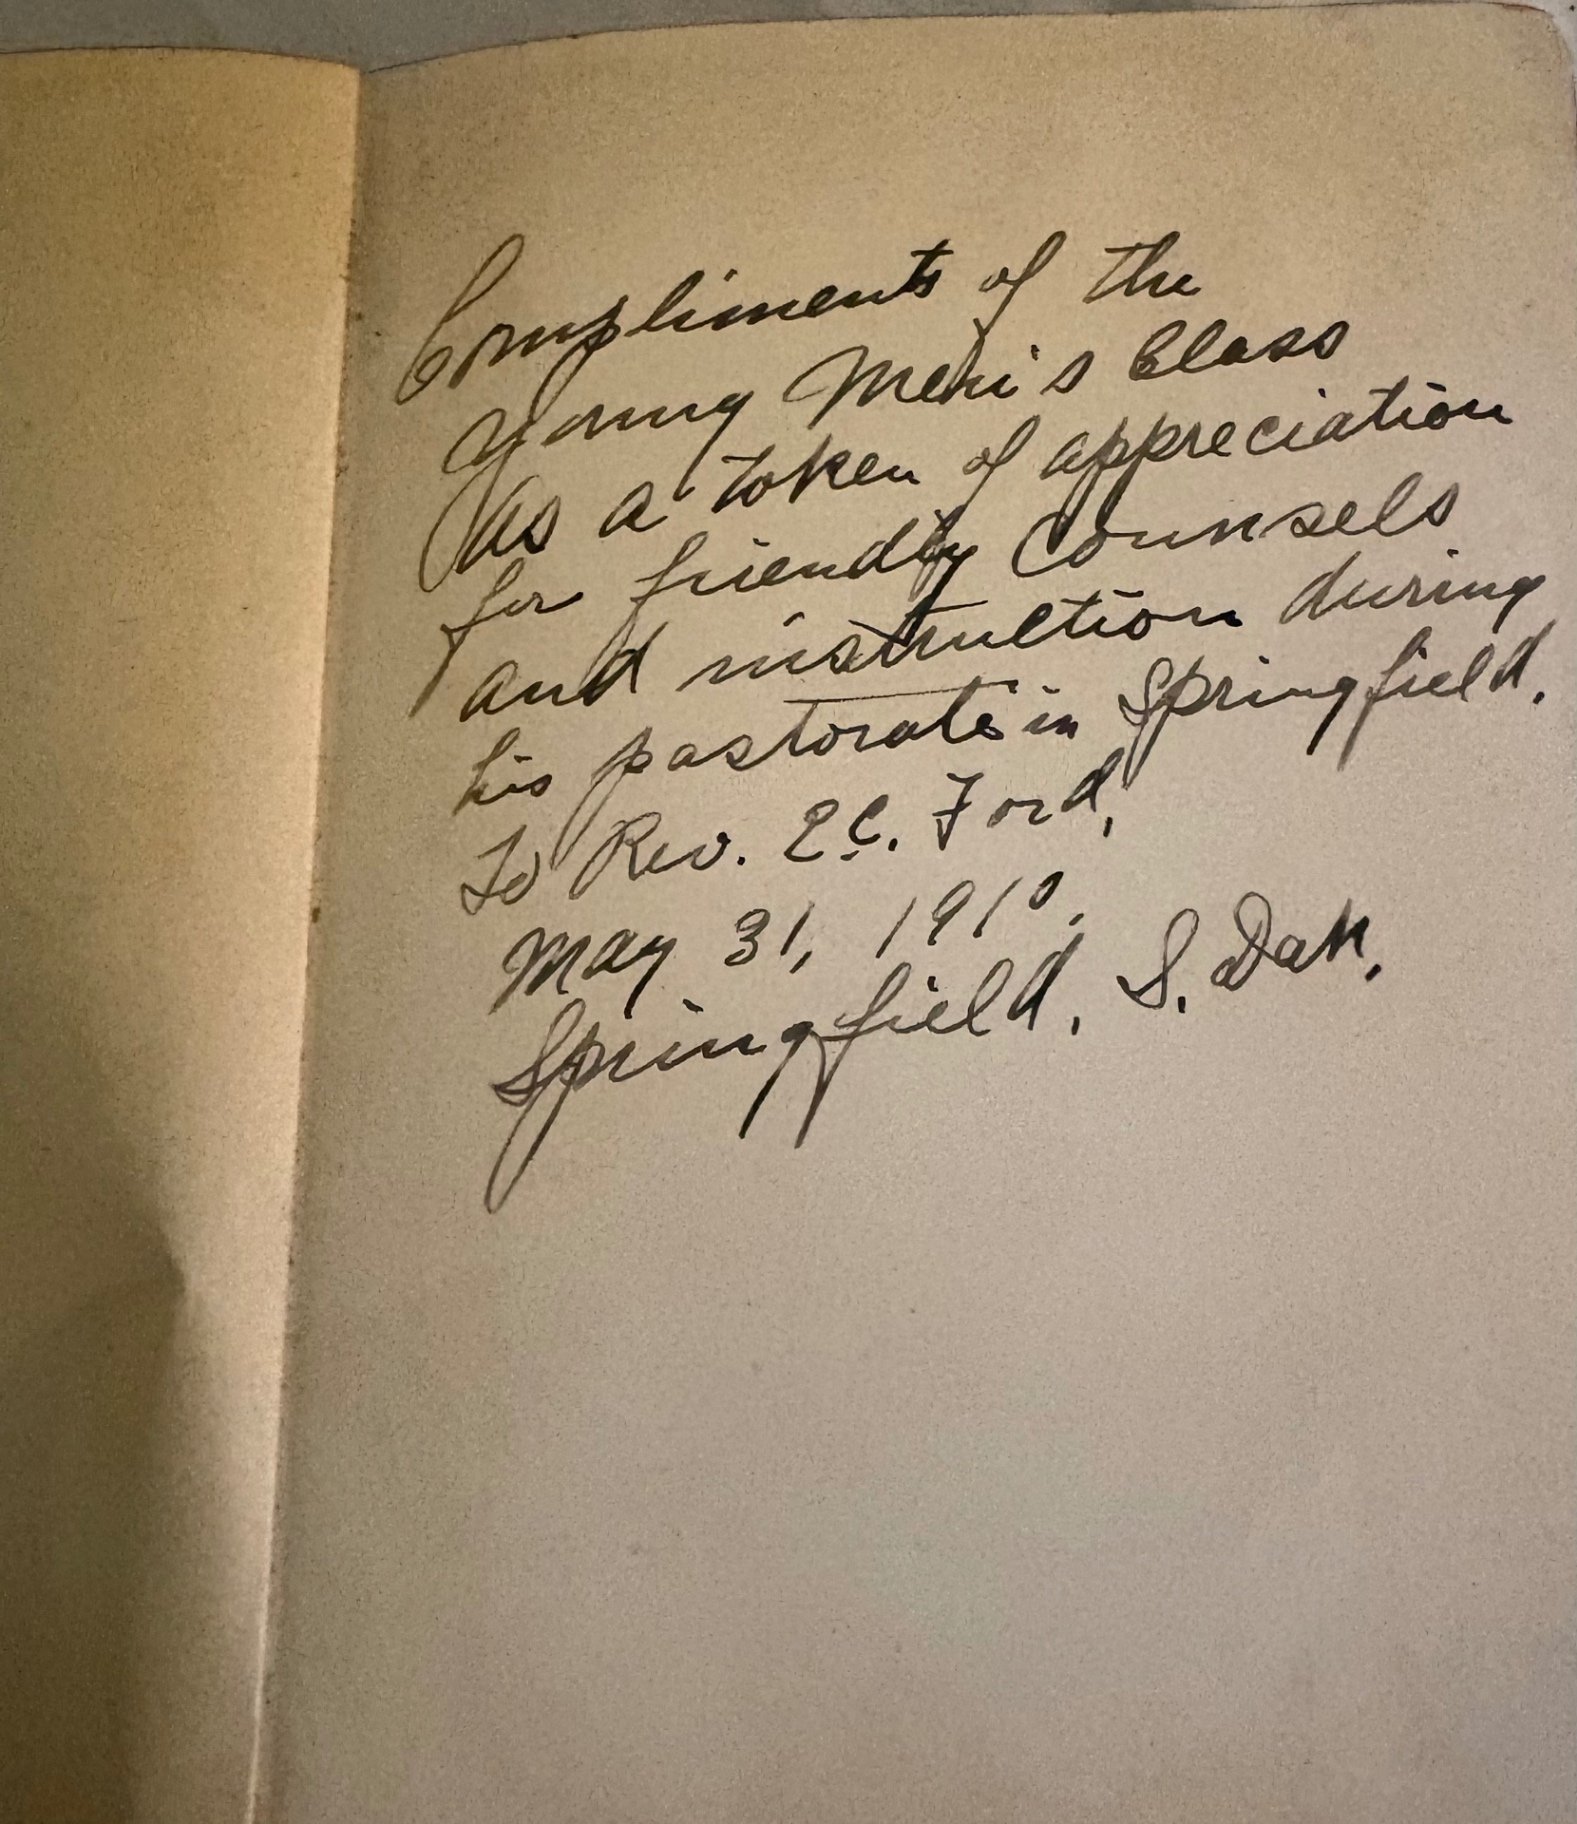 Compliments of the
Young Men's Class
As a token of appreciation
for friendly counsels
and instruction during
his pastorate in Springfield.
To Rev. E.C. Ford,
May 31, 1910.
Springfield, S. Dak.